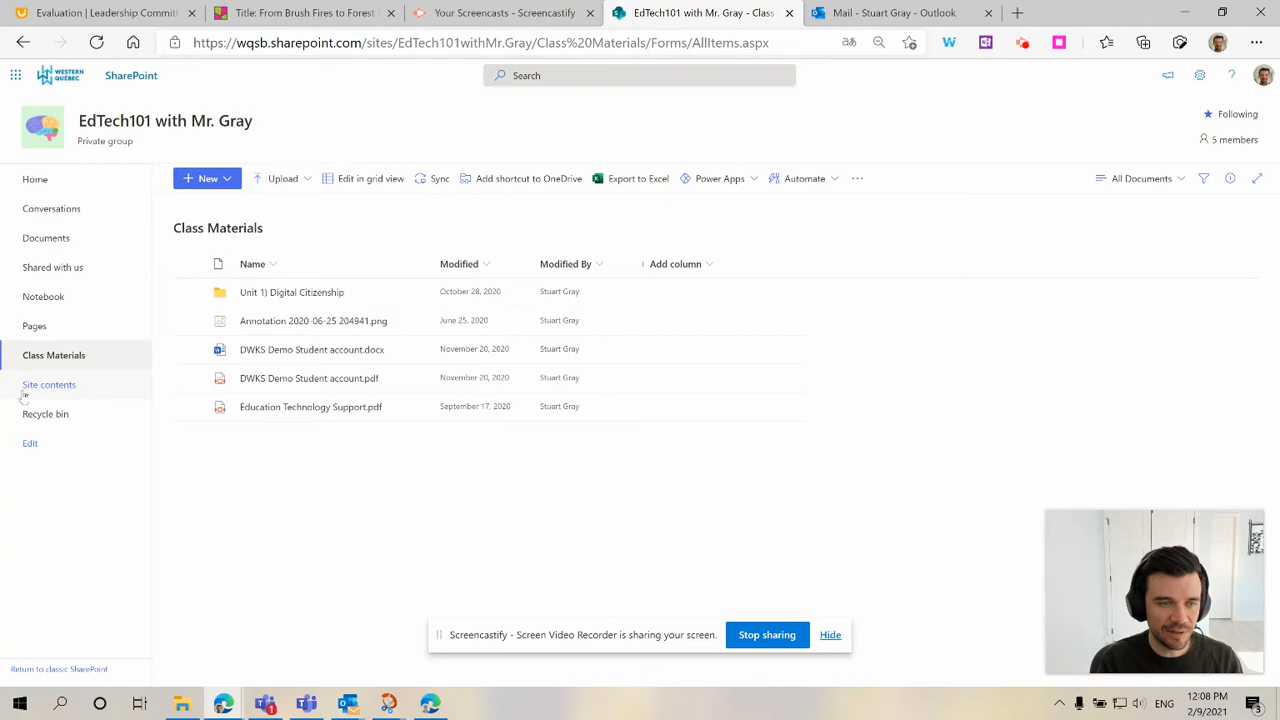 Evaluation | Leadership Committ
Title: From Brush Fires to Forest
Your Screencasts - Screencastify
EdTech101 with Mr. Gray - Class
Mail - Stuart Gray - Outlook
https://wqsb.sharepoint.com/sites/EdTech101withMr.Gray/Class%20Materials/Forms/AllItems.aspx
WESTERN QUÉBEC
SharePoint
Search
EdTech101 with Mr. Gray
Private group
Following
5 members
Home
Conversations
Documents
Shared with us
Notebook
Pages
Class Materials
Site contents
Recycle bin
Edit
Return to classic SharePoint
New
Upload
Edit in grid view
Sync
Add shortcut to OneDrive
Export to Excel
Power Apps
Automate
All Documents
Class Materials
Name Modified Modified By Add column
Unit 1) Digital Citizenship October 28, 2020 Stuart Gray
Annotation 2020-06-25 204941.png June 25, 2020 Stuart Gray
DWKS Demo Student account.docx November 20, 2020 Stuart Gray
DWKS Demo Student account.pdf November 20, 2020 Stuart Gray
Education Technology Support.pdf September 17, 2020 Stuart Gray
Screencastify - Screen Video Recorder is sharing your screen. Stop sharing Hide
ENG
12:08 PM
2/9/2021
3